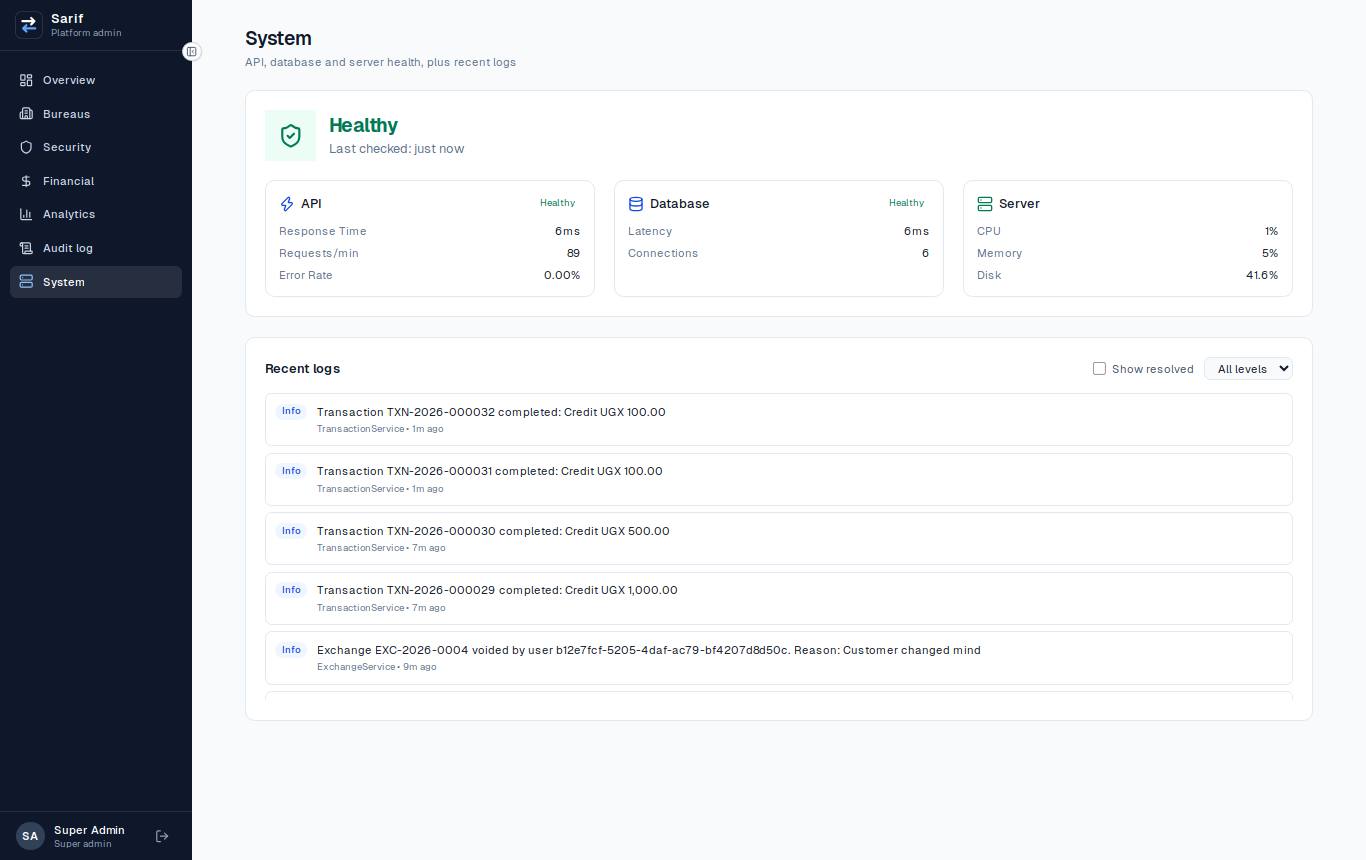 Sarif
Platform admin
Overview
Bureaus
Security
Financial
Analytics
Audit log
System
SA
Super Admin
Super admin
System
API, database and server health, plus recent logs
Healthy
Last checked: just now
API Healthy
Response Time 6ms
Requests/min 89
Error Rate 0.00%
Database Healthy
Latency 6ms
Connections 6
Server
CPU 1%
Memory 5%
Disk 41.6%
Recent logs Show resolved All levels
Info Transaction TXN-2026-000032 completed: Credit UGX 100.00
TransactionService • 1m ago
Info Transaction TXN-2026-000031 completed: Credit UGX 100.00
TransactionService • 1m ago
Info Transaction TXN-2026-000030 completed: Credit UGX 500.00
TransactionService • 7m ago
Info Transaction TXN-2026-000029 completed: Credit UGX 1,000.00
TransactionService • 7m ago
Info Exchange EXC-2026-0004 voided by user b12e7fcf-5205-4daf-ac79-bf4207d8d50c. Reason: Customer changed mind
ExchangeService • 9m ago